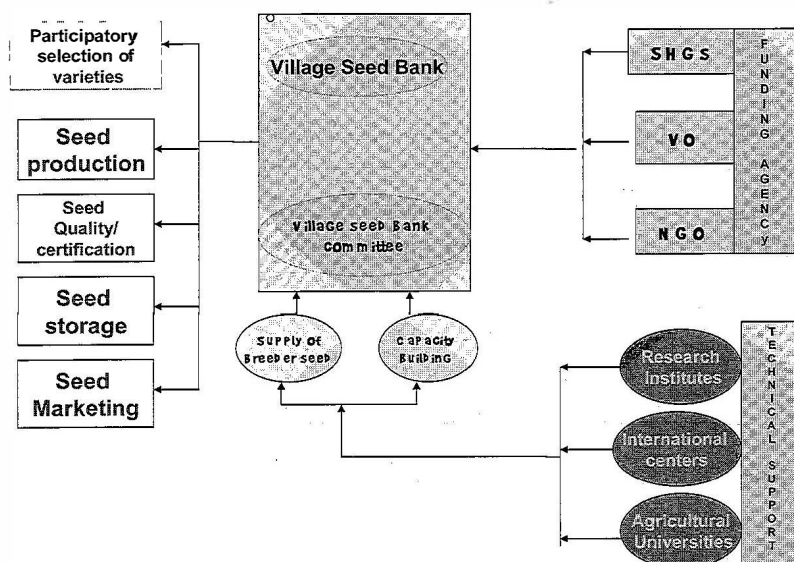 Participatory
selection of
varieties
Seed
production
Seed
Quality/
certification
Seed
storage
Seed
Marketing
Village Seed Bank
Village seed Bank
committee
Supply of
Breeder seed
Capacity
Building
SHGS
VO
NGO
FUNDING AGENCY
Research
Institutes
International
centers
Agricultural
Universities
TECHNICAL SUPPORT